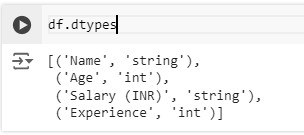 df.dtypes
[('Name', 'string'),
('Age', 'int'),
('Salary (INR)', 'string'),
('Experience', 'int')]